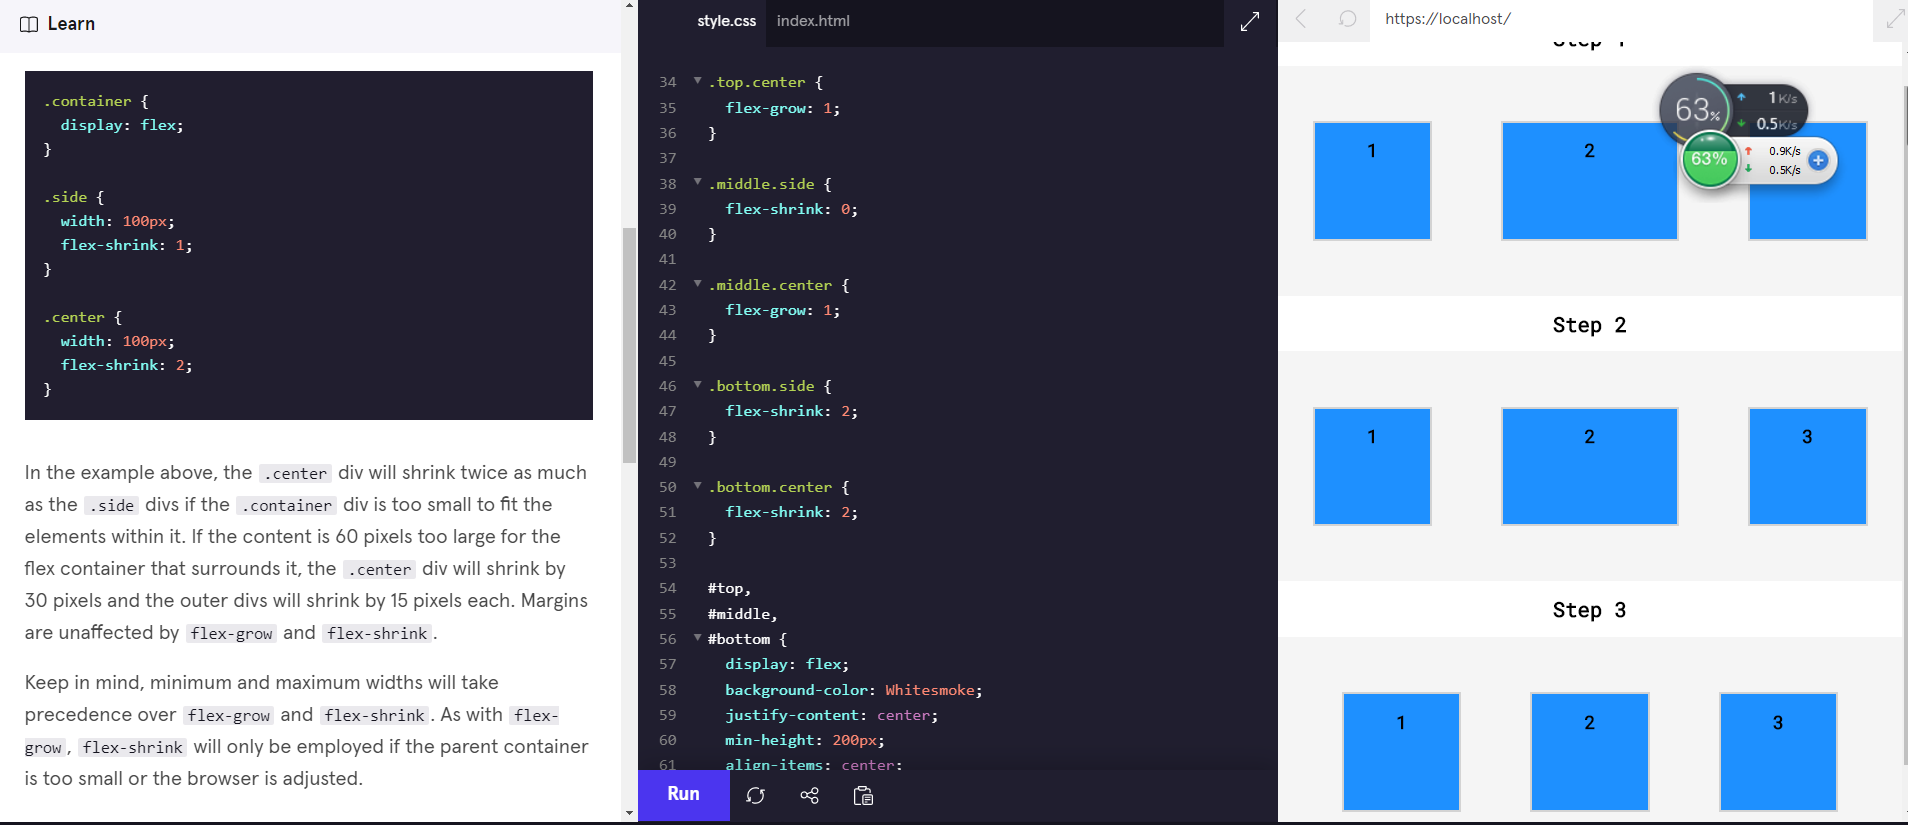 Learn
.container {
display: flex;
}
.side {
width: 100px;
flex-shrink: 1;
}
.center {
width: 100px;
flex-shrink: 2;
}
In the example above, the .center div will shrink twice as much
as the .side divs if the .container div is too small to fit the
elements within it. If the content is 60 pixels too large for the
flex container that surrounds it, the .center div will shrink by
30 pixels and the outer divs will shrink by 15 pixels each. Margins
are unaffected by flex-grow and flex-shrink.
Keep in mind, minimum and maximum widths will take
precedence over flex-grow and flex-shrink. As with flex-
grow, flex-shrink will only be employed if the parent container
is too small or the browser is adjusted.
style.css index.html
34 .top.center {
35 flex-grow: 1;
36 }
37
38 .middle.side {
39 flex-shrink: 0;
40 }
41
42 .middle.center {
43 flex-grow: 1;
44 }
45
46 .bottom.side {
47 flex-shrink: 2;
48 }
49
50 .bottom.center {
51 flex-shrink: 2;
52 }
53
54 #top,
55 #middle,
56 #bottom {
57 display: flex;
58 background-color: Whitesmoke;
59 justify-content: center;
60 min-height: 200px;
61 align-items: center;
Run
https://localhost/
Step 1
63% 1K/s
0.5K/s
63% 0.9K/s
0.5K/s
1 2
Step 2
1 2 3
Step 3
1 2 3